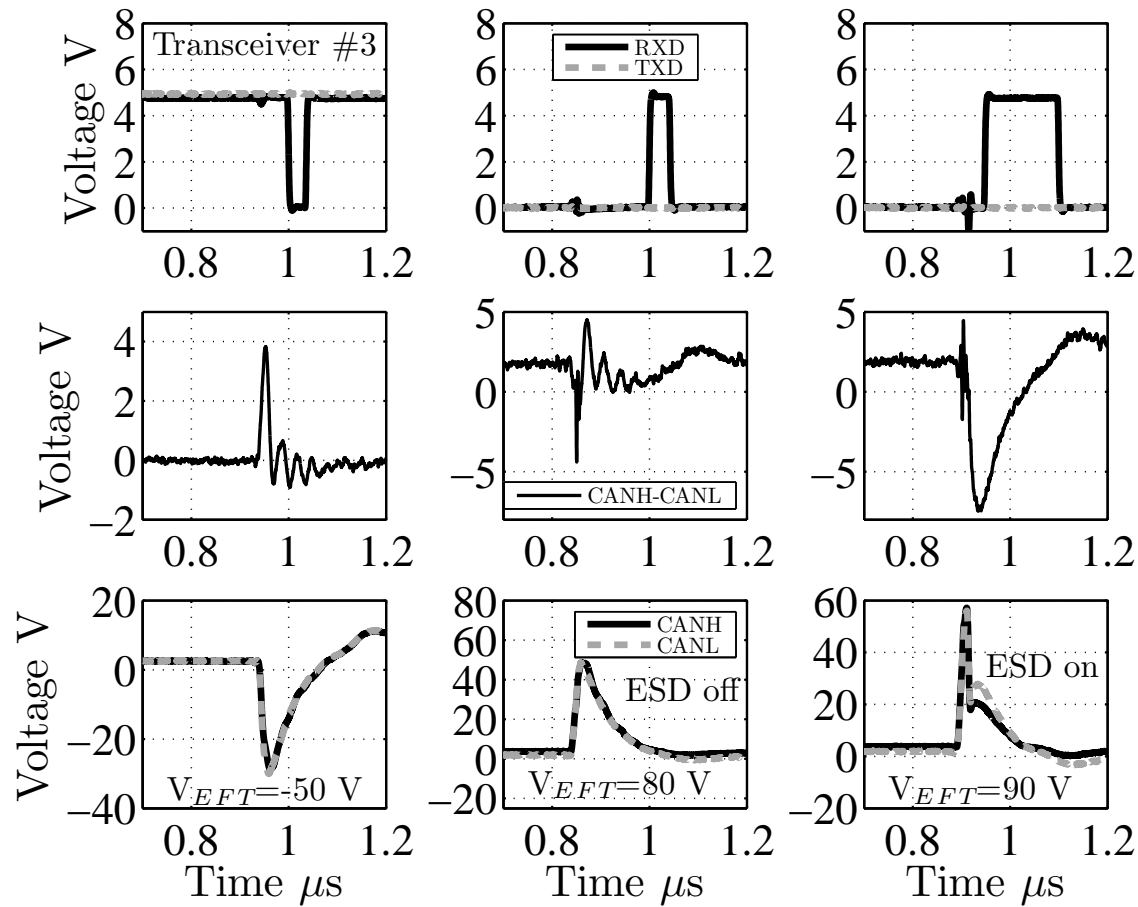 8
6
4
2
0
Voltage V
Transceiver #3
0.8 1 1.2
8
6
4
2
0
RXD
TXD
0.8 1 1.2
8
6
4
2
0
0.8 1 1.2
4
2
0
−2
Voltage V
0.8 1 1.2
5
0
−5
CANH-CANL
0.8 1 1.2
5
0
−5
0.8 1 1.2
20
0
−20
−40
Voltage V
V_EFT=-50 V
0.8 1 1.2
Time μs
80
60
40
20
0
−20
CANH
CANL
ESD off
V_EFT=80 V
0.8 1 1.2
Time μs
60
40
20
0
−20
ESD on
V_EFT=90 V
0.8 1 1.2
Time μs